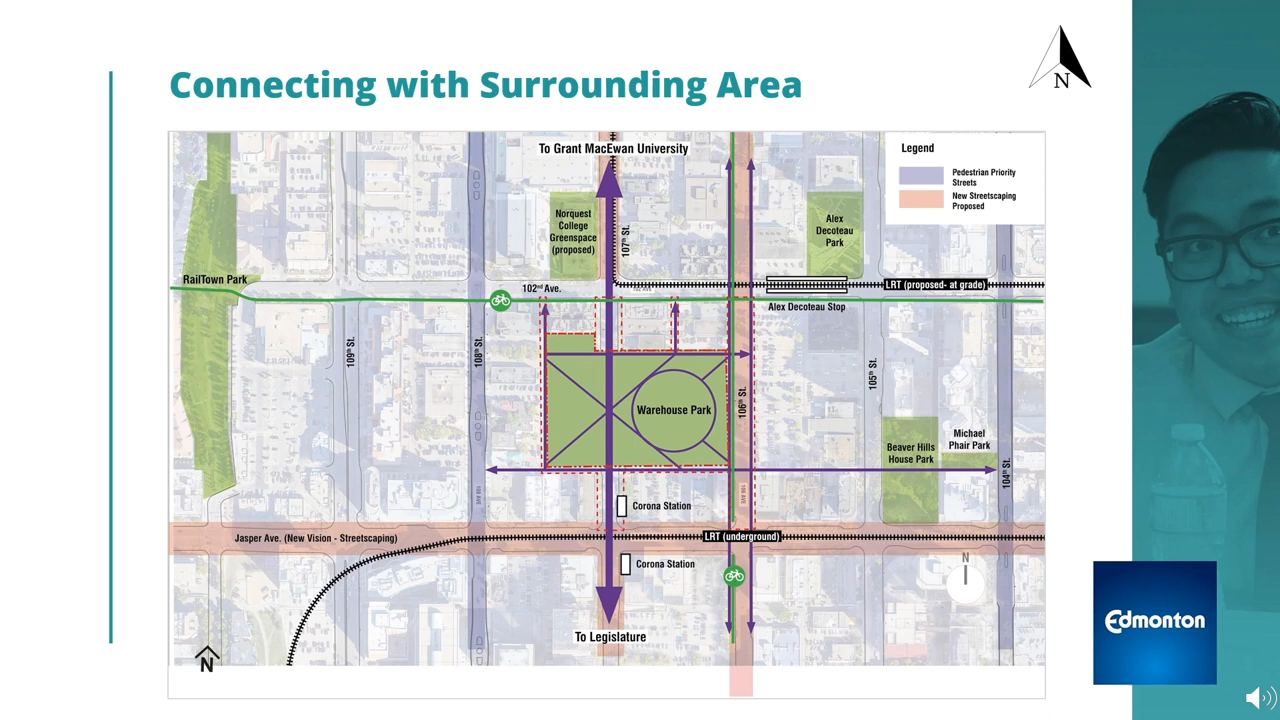 Connecting with Surrounding Area
N
To Grant MacEwan University
Legend
Pedestrian Priority
Streets
New Streetscaping
Proposed
Norquest
College
Greenspace
(proposed)
107th St.
Alex
Decoteau
Park
RailTown Park
102nd Ave.
LRT (proposed- at grade)
Alex Decoteau Stop
109th St.
108th St.
106th St.
105th St.
Warehouse Park
Beaver Hills
House Park
Michael
Phair Park
104th St.
Corona Station
Jasper Ave. (New Vision - Streetscaping)
LRT (underground)
Corona Station
N
To Legislature
N
Edmonton